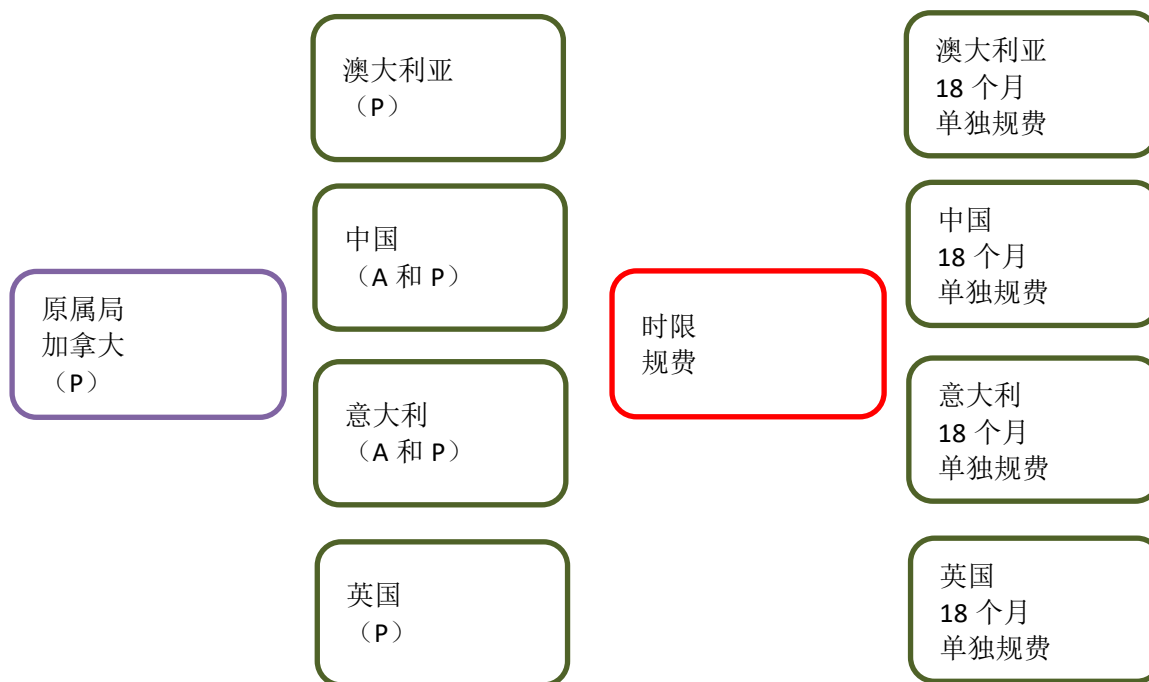 原属局
加拿大
（P）
澳大利亚
（P）
中国
（A 和 P）
意大利
（A 和 P）
英国
（P）
时限
规费
澳大利亚
18 个月
单独规费
中国
18 个月
单独规费
意大利
18 个月
单独规费
英国
18 个月
单独规费